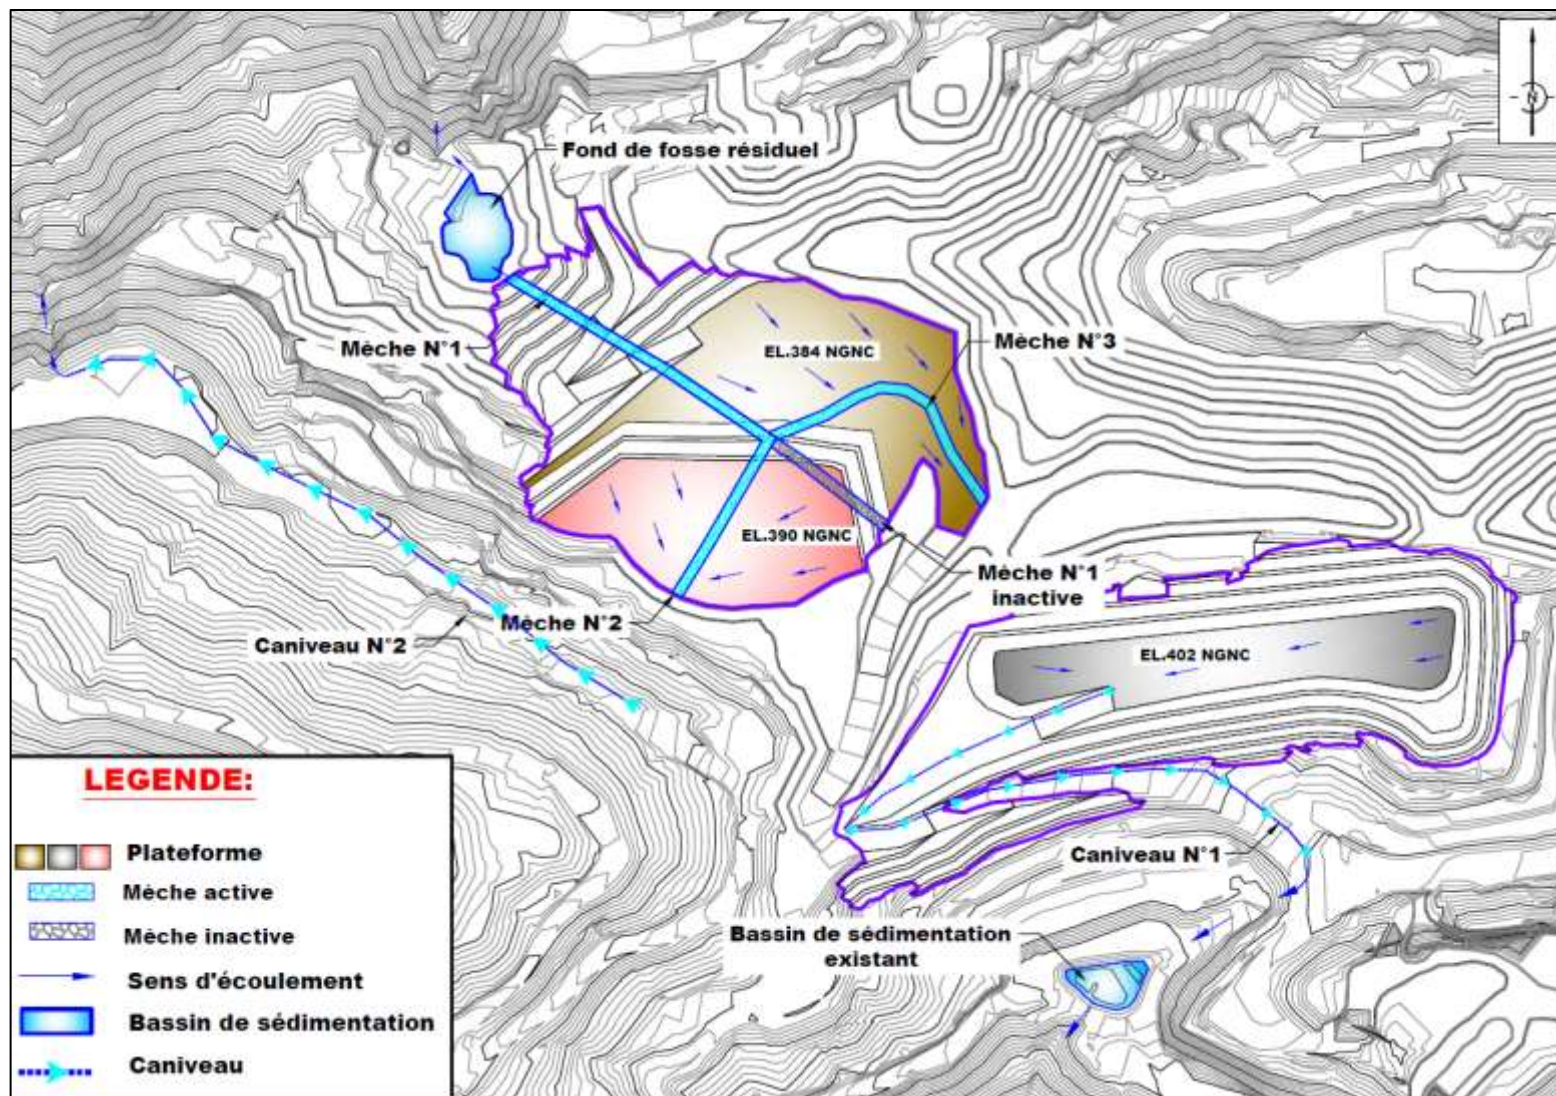 N
Fond de fosse résiduel
Mèche N°1
EL.384 NGNC
Mèche N°3
EL.390 NGNC
Mèche N°1
inactive
Mèche N°2
Caniveau N°2
EL.402 NGNC
Caniveau N°1
Bassin de sédimentation
existant
LEGENDE:
Plateforme
Mèche active
Mèche inactive
Sens d'écoulement
Bassin de sédimentation
Caniveau